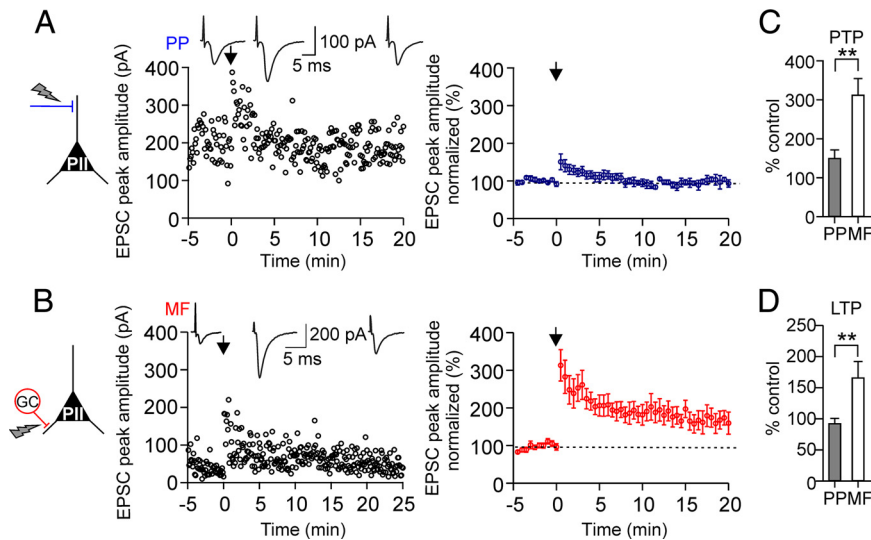 A
PP
100 pA
5 ms
PII
EPSC peak amplitude (pA)
400
300
200
100
0
-5 0 5 10 15 20
Time (min)
EPSC peak amplitude
normalized (%)
400
300
200
100
0
-5 0 5 10 15 20
Time (min)
C
PTP
**
% control
400
300
200
100
0
PPMF
B
MF
200 pA
5 ms
GC
PII
EPSC peak amplitude (pA)
400
300
200
100
0
-5 0 5 10 15 20 25
Time (min)
EPSC peak amplitude
normalized (%)
400
300
200
100
0
-5 0 5 10 15 20
Time (min)
D
LTP
**
% control
250
200
150
100
50
0
PPMF